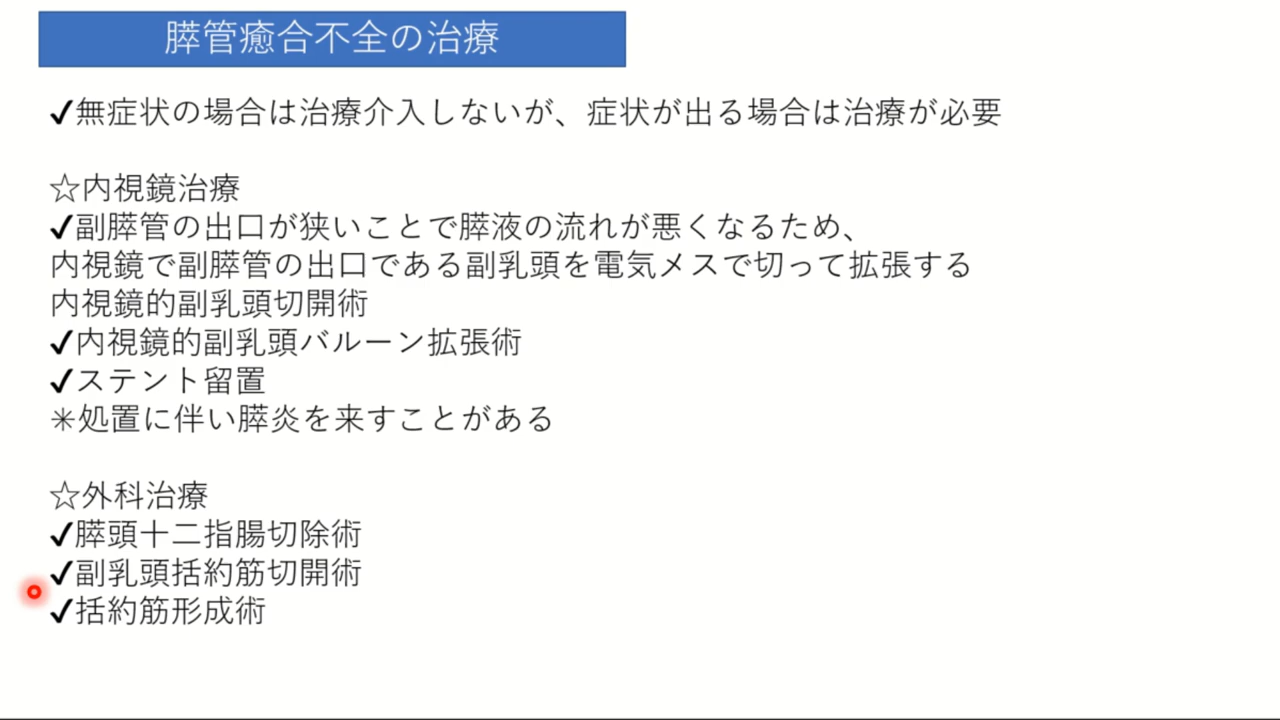 膵管癒合不全の治療
✓無症状の場合は治療介入しないが、症状が出る場合は治療が必要
☆内視鏡治療
✓副膵管の出口が狭いことで膵液の流れが悪くなるため、
内視鏡で副膵管の出口である副乳頭を電気メスで切って拡張する
内視鏡的副乳頭切開術
✓内視鏡的副乳頭バルーン拡張術
✓ステント留置
✳処置に伴い膵炎を来すことがある
☆外科治療
✓膵頭十二指腸切除術
✓副乳頭括約筋切開術
✓括約筋形成術